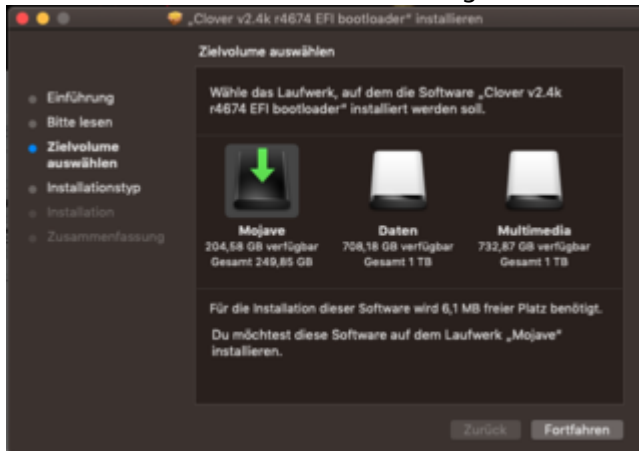 „Clover v2.4k r4674 EFI bootloader“ installieren
Zielvolume auswählen
Einführung
Bitte lesen
Zielvolume
auswählen
Installationstyp
Installation
Zusammenfassung
Wähle das Laufwerk, auf dem die Software „Clover v2.4k
r4674 EFI bootloader“ installiert werden
soll.
Mojave
204,58 GB verfügbar
Gesamt 249,85 GB
Daten
708,18 GB verfügbar
Gesamt 1 TB
Multimedia
732,87 GB verfügbar
Gesamt 1 TB
Für die Installation dieser Software wird 6,1 MB freier Platz benötigt.
Du möchtest diese Software auf dem Laufwerk „Mojave“
installieren.
Zurück
Fortfahren